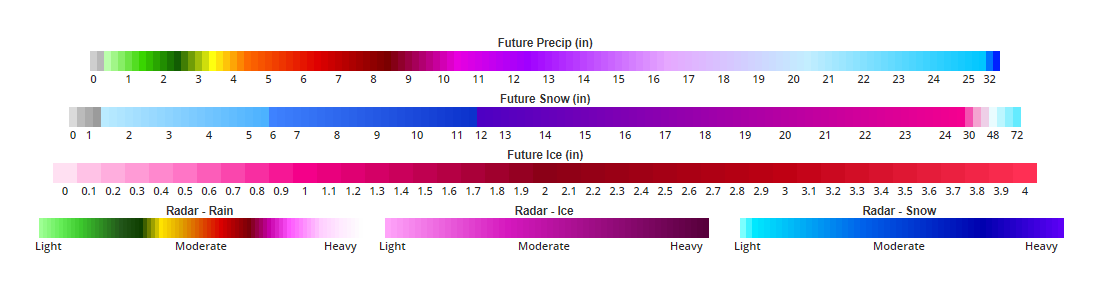 Future Precip (in)
0 1 2 3 4 5 6 7 8 9 10 11 12 13 14 15 16 17 18 19 20 21 22 23 24 25 32
Future Snow (in)
0 1 2 3 4 5 6 7 8 9 10 11 12 13 14 15 16 17 18 19 20 21 22 23 24 30 48 72
Future Ice (in)
0 0.1 0.2 0.3 0.4 0.5 0.6 0.7 0.8 0.9 1 1.1 1.2 1.3 1.4 1.5 1.6 1.7 1.8 1.9 2 2.1 2.2 2.3 2.4 2.5 2.6 2.7 2.8 2.9 3 3.1 3.2 3.3 3.4 3.5 3.6 3.7 3.8 3.9 4
Radar - Rain Radar - Ice Radar - Snow
Light Moderate Heavy Light Moderate Heavy Light Moderate Heavy